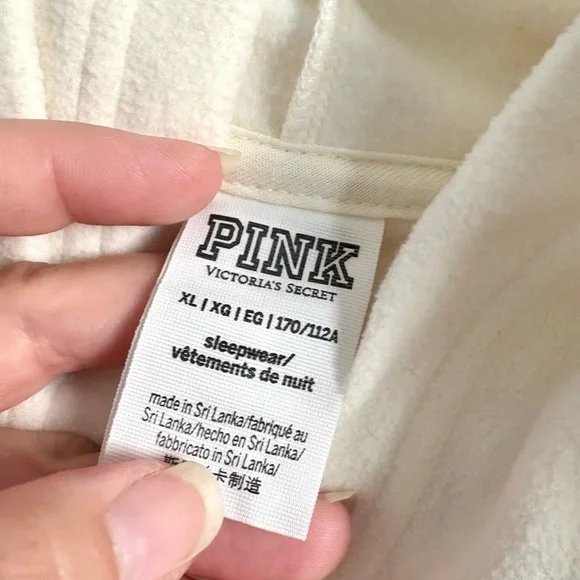 PINK
VICTORIA'S SECRET
XL | XG | EG | 170/112A
sleepwear/
vêtements de nuit
made in Sri Lanka/fabriqué au
Sri Lanka/hecho en Sri Lanka/
fabbricato in Sri Lanka/
卡制造